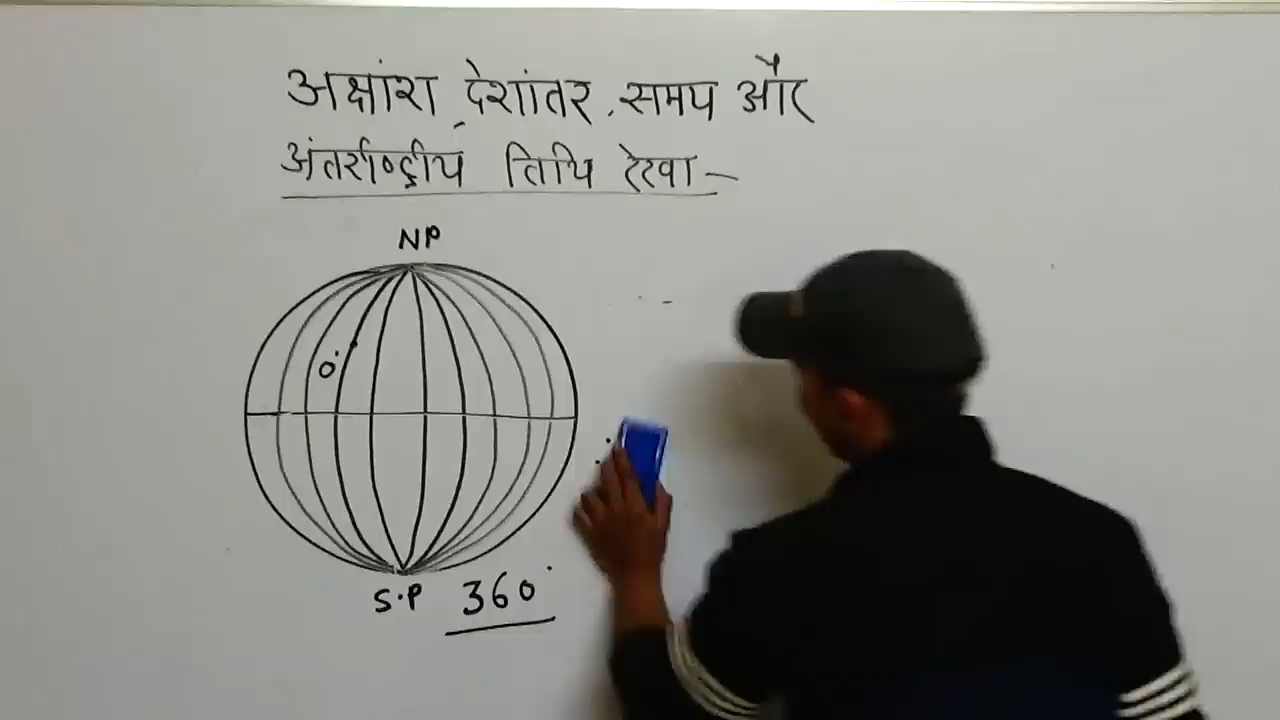 अक्षांश, देशांतर, समय और
अंतर्राष्ट्रीय तिथि रेखा –
NP
0°
S.P 360°